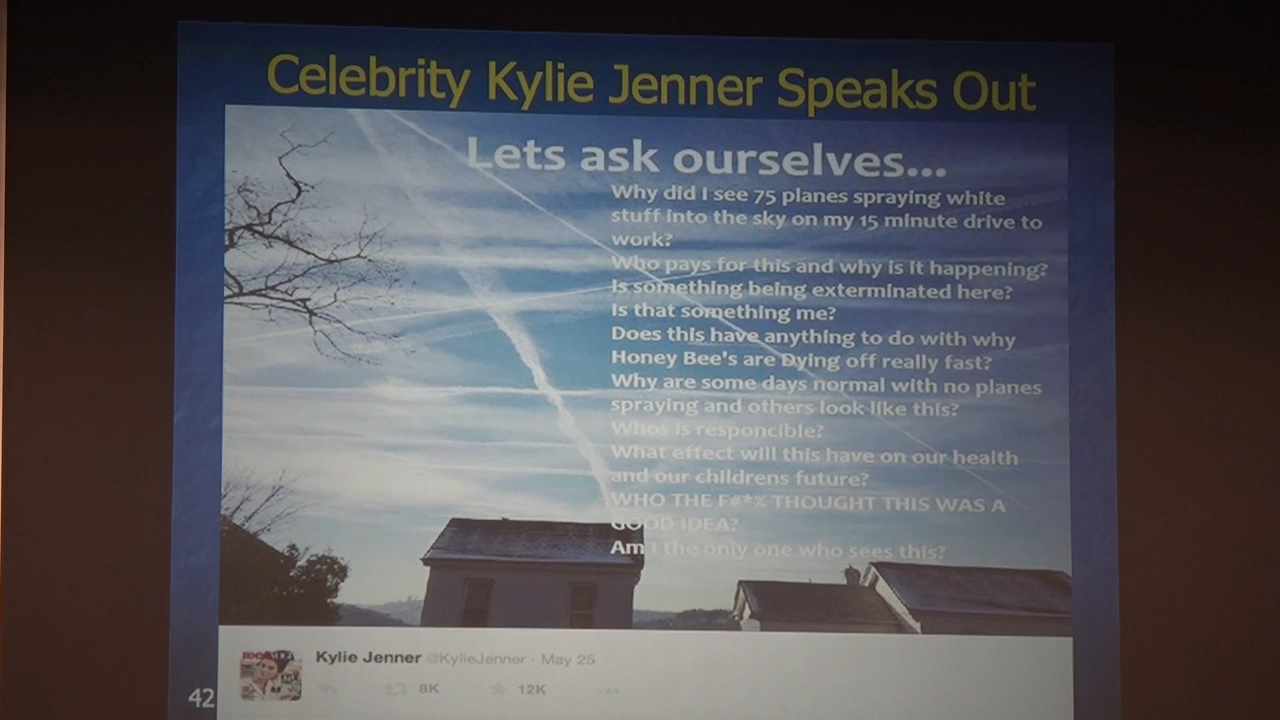 Celebrity Kylie Jenner Speaks Out
Lets ask ourselves...
Why did I see 75 planes spraying white
stuff into the sky on my 15 minute drive to
work?
Who pays for this and why is it happening?
Is something being exterminated here?
Is that something me?
Does this have anything to do with why
Honey Bee's are Dying off really fast?
Why are some days normal with no planes
spraying and others look like this?
Whos is responcible?
What effect will this have on our health
and our childrens future?
WHO THE F#*% THOUGHT THIS WAS A
GOOD IDEA?
Am I the only one who sees this?
Kylie Jenner @KylieJenner · May 25
8K 12K
42